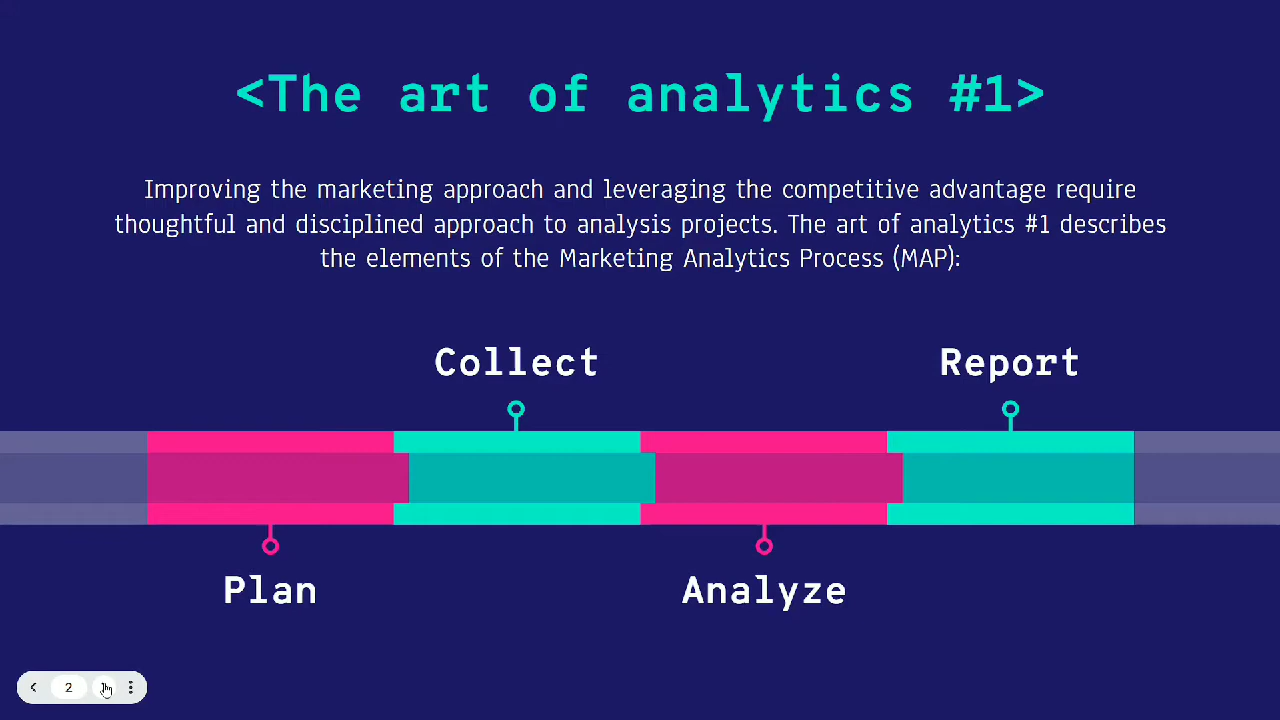 <The art of analytics #1>
Improving the marketing approach and leveraging the competitive advantage require
thoughtful and disciplined approach to analysis projects. The art of analytics #1 describes
the elements of the Marketing Analytics Process (MAP):
Collect
Report
Plan
Analyze
2